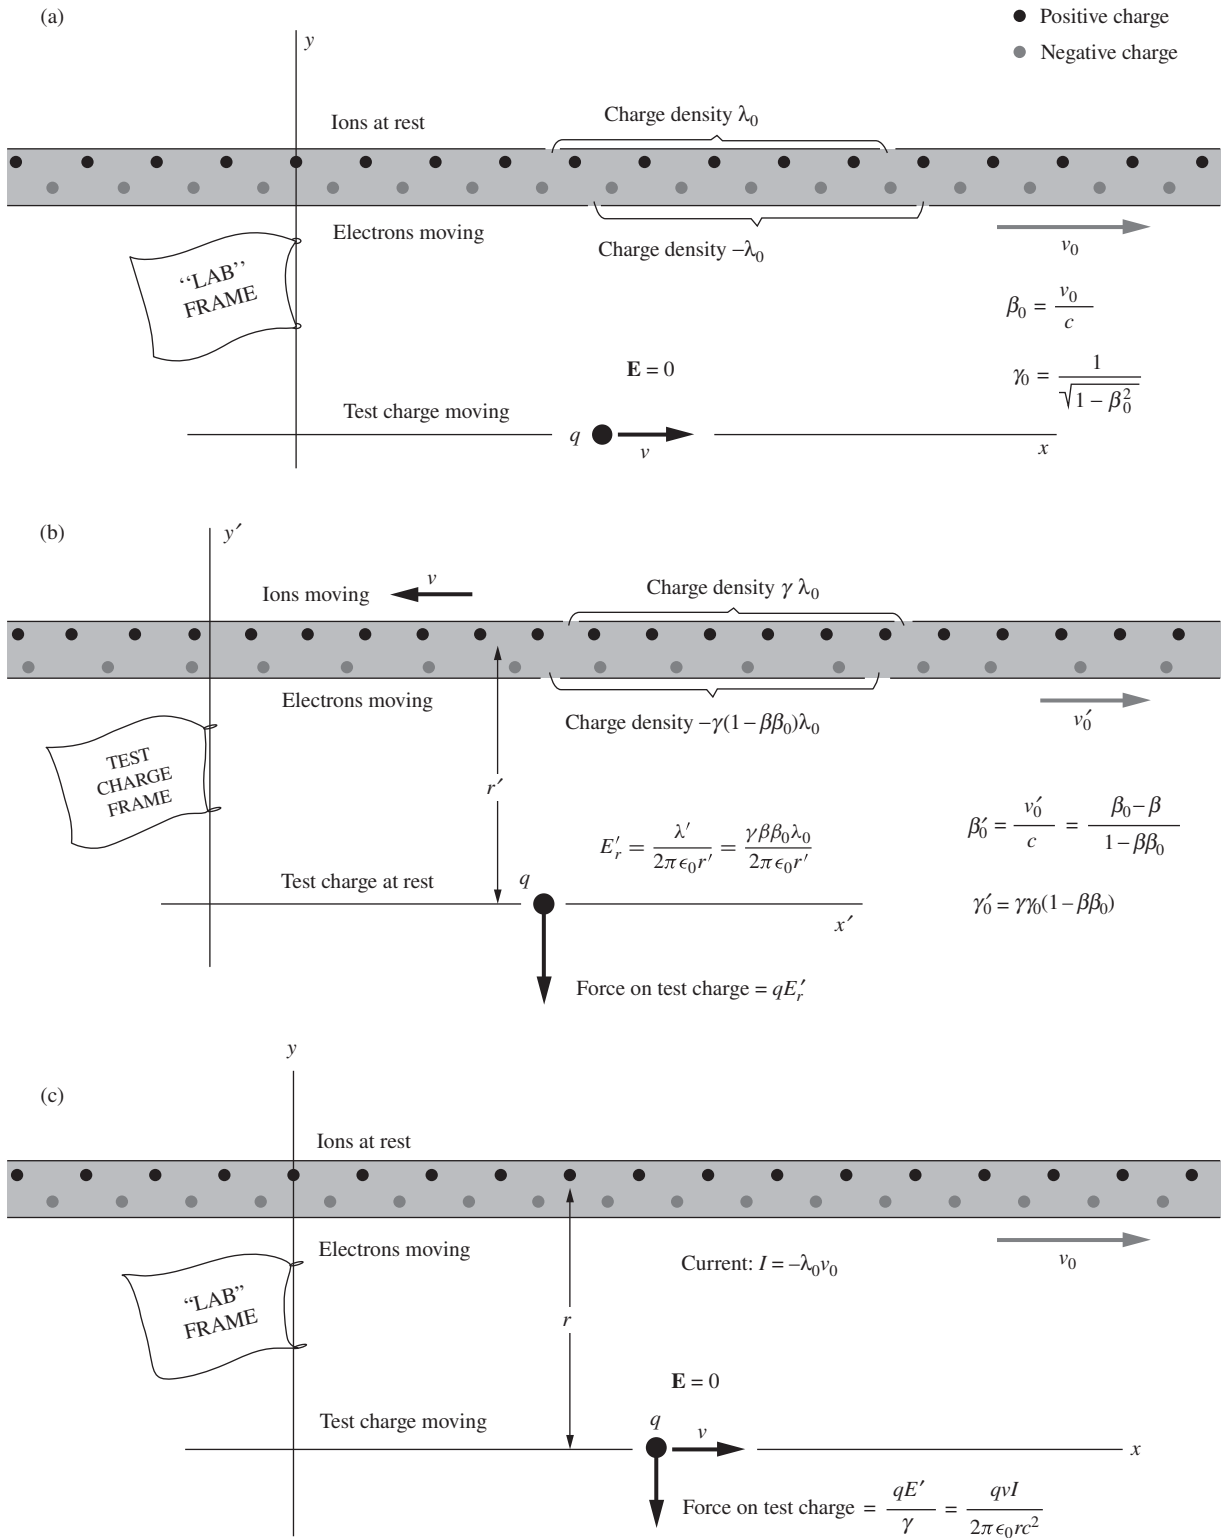 (a)
Positive charge
Negative charge
y
Ions at rest
Charge density λ₀
Electrons moving
Charge density –λ₀
v₀
“LAB”
FRAME
β₀ = v₀/c
E = 0
γ₀ = 1/√(1 – β₀²)
Test charge moving
q
v
x
(b)
y′
Ions moving
v
Charge density γ λ₀
Electrons moving
Charge density –γ(1 – ββ₀)λ₀
v₀′
TEST
CHARGE
FRAME
r′
E′ᵣ = λ′/(2πϵ₀r′) = γββ₀λ₀/(2πϵ₀r′)
β₀′ = v₀′/c = (β₀ – β)/(1 – ββ₀)
Test charge at rest
q
x′
γ₀′ = γγ₀(1 – ββ₀)
Force on test charge = qE′ᵣ
y
(c)
Ions at rest
Electrons moving
Current: I = –λ₀v₀
v₀
“LAB”
FRAME
r
E = 0
Test charge moving
q
v
x
Force on test charge = qE′/γ = qvI/(2πϵ₀rc²)